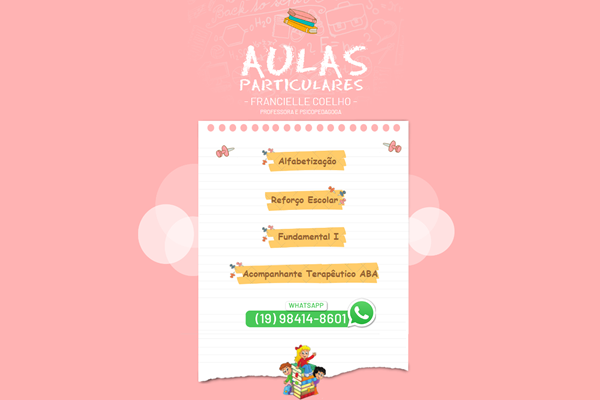 AULAS
PARTICULARES
- FRANCIELLE COELHO -
PROFESSORA E PSICOPEDAGOGA
Alfabetização
Reforço Escolar
Fundamental I
Acompanhante Terapêutico ABA
WHATSAPP
(19) 98414-8601